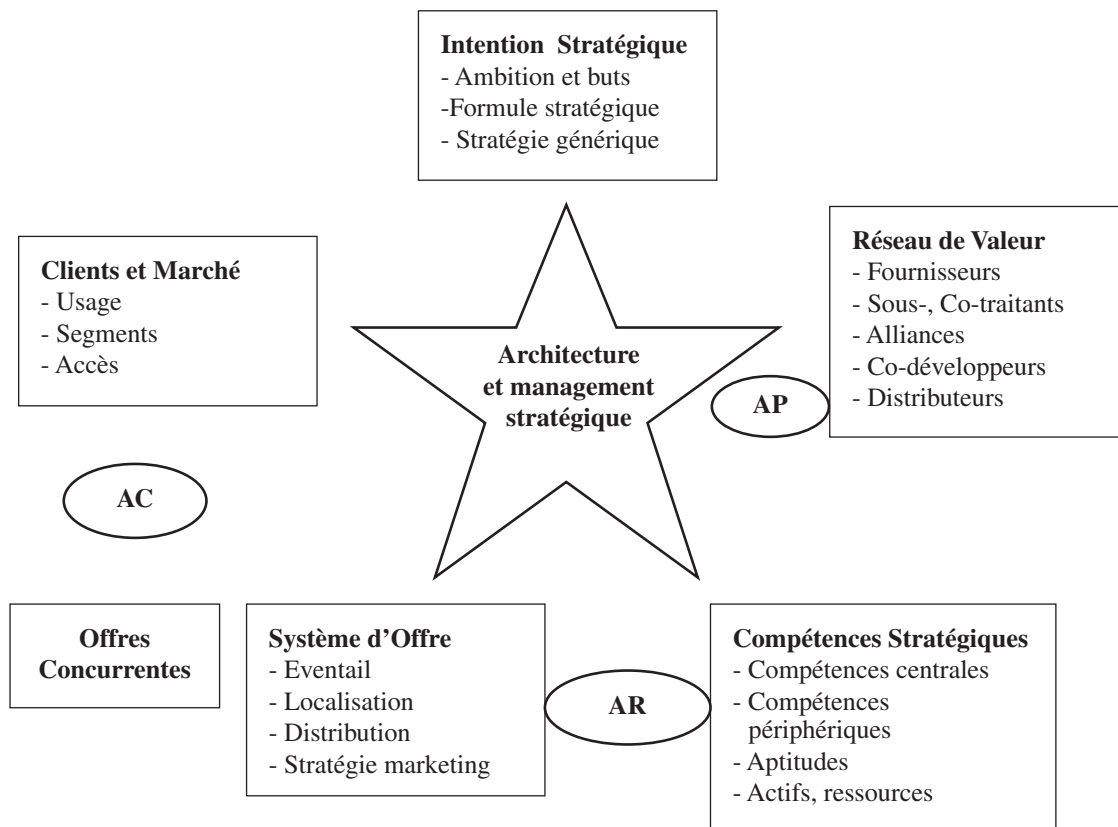 Intention Stratégique
- Ambition et buts
-Formule stratégique
- Stratégie générique
Clients et Marché
- Usage
- Segments
- Accès
Réseau de Valeur
- Fournisseurs
- Sous-, Co-traitants
- Alliances
- Co-développeurs
- Distributeurs
Architecture
et management
stratégique
AP
AC
Offres
Concurrentes
Système d’Offre
- Eventail
- Localisation
- Distribution
- Stratégie marketing
AR
Compétences Stratégiques
- Compétences centrales
- Compétences
périphériques
- Aptitudes
- Actifs, ressources